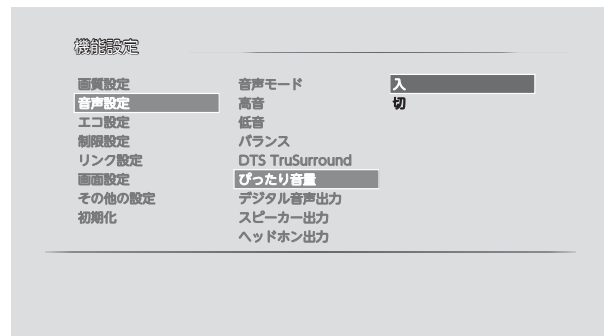 機能設定
画質設定
音声設定
エコ設定
制限設定
リンク設定
画面設定
その他の設定
初期化
音声モード
高音
低音
バランス
DTS TruSurround
ぴったり音量
デジタル音声出力
スピーカー出力
ヘッドホン出力
入
切